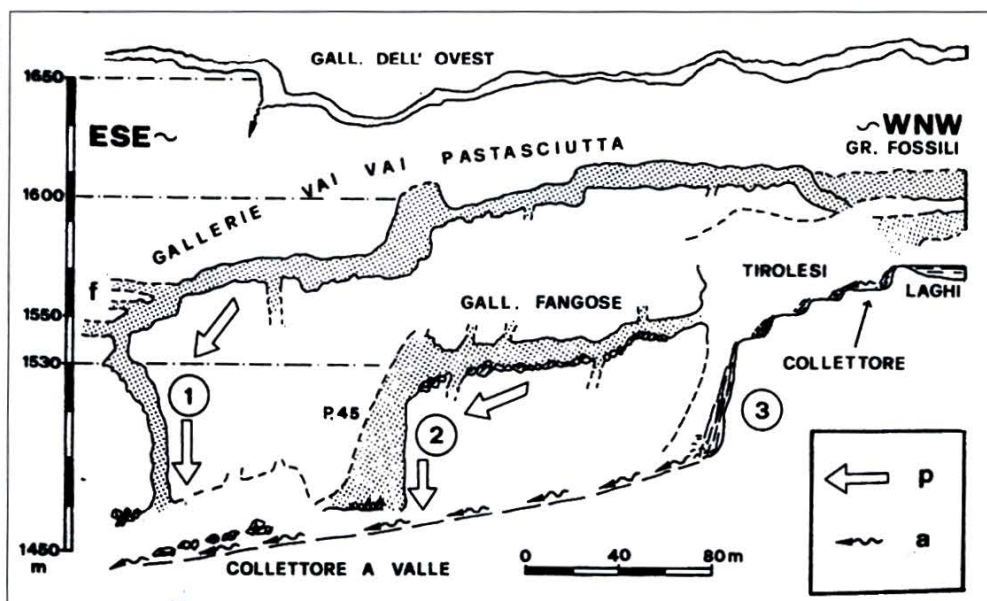 GALL. DELL' OVEST
1650
ESE ~
~WNW
GR. FOSSILI
GALLERIE VAI VAI PASTASCIUTTA
1600
f
TIROLESI
LAGHI
GALL. FANGOSE
1550
COLLETTORE
1530
1
P.45
2
3
P
a
1450
m
COLLETTORE A VALLE
0 40 80m